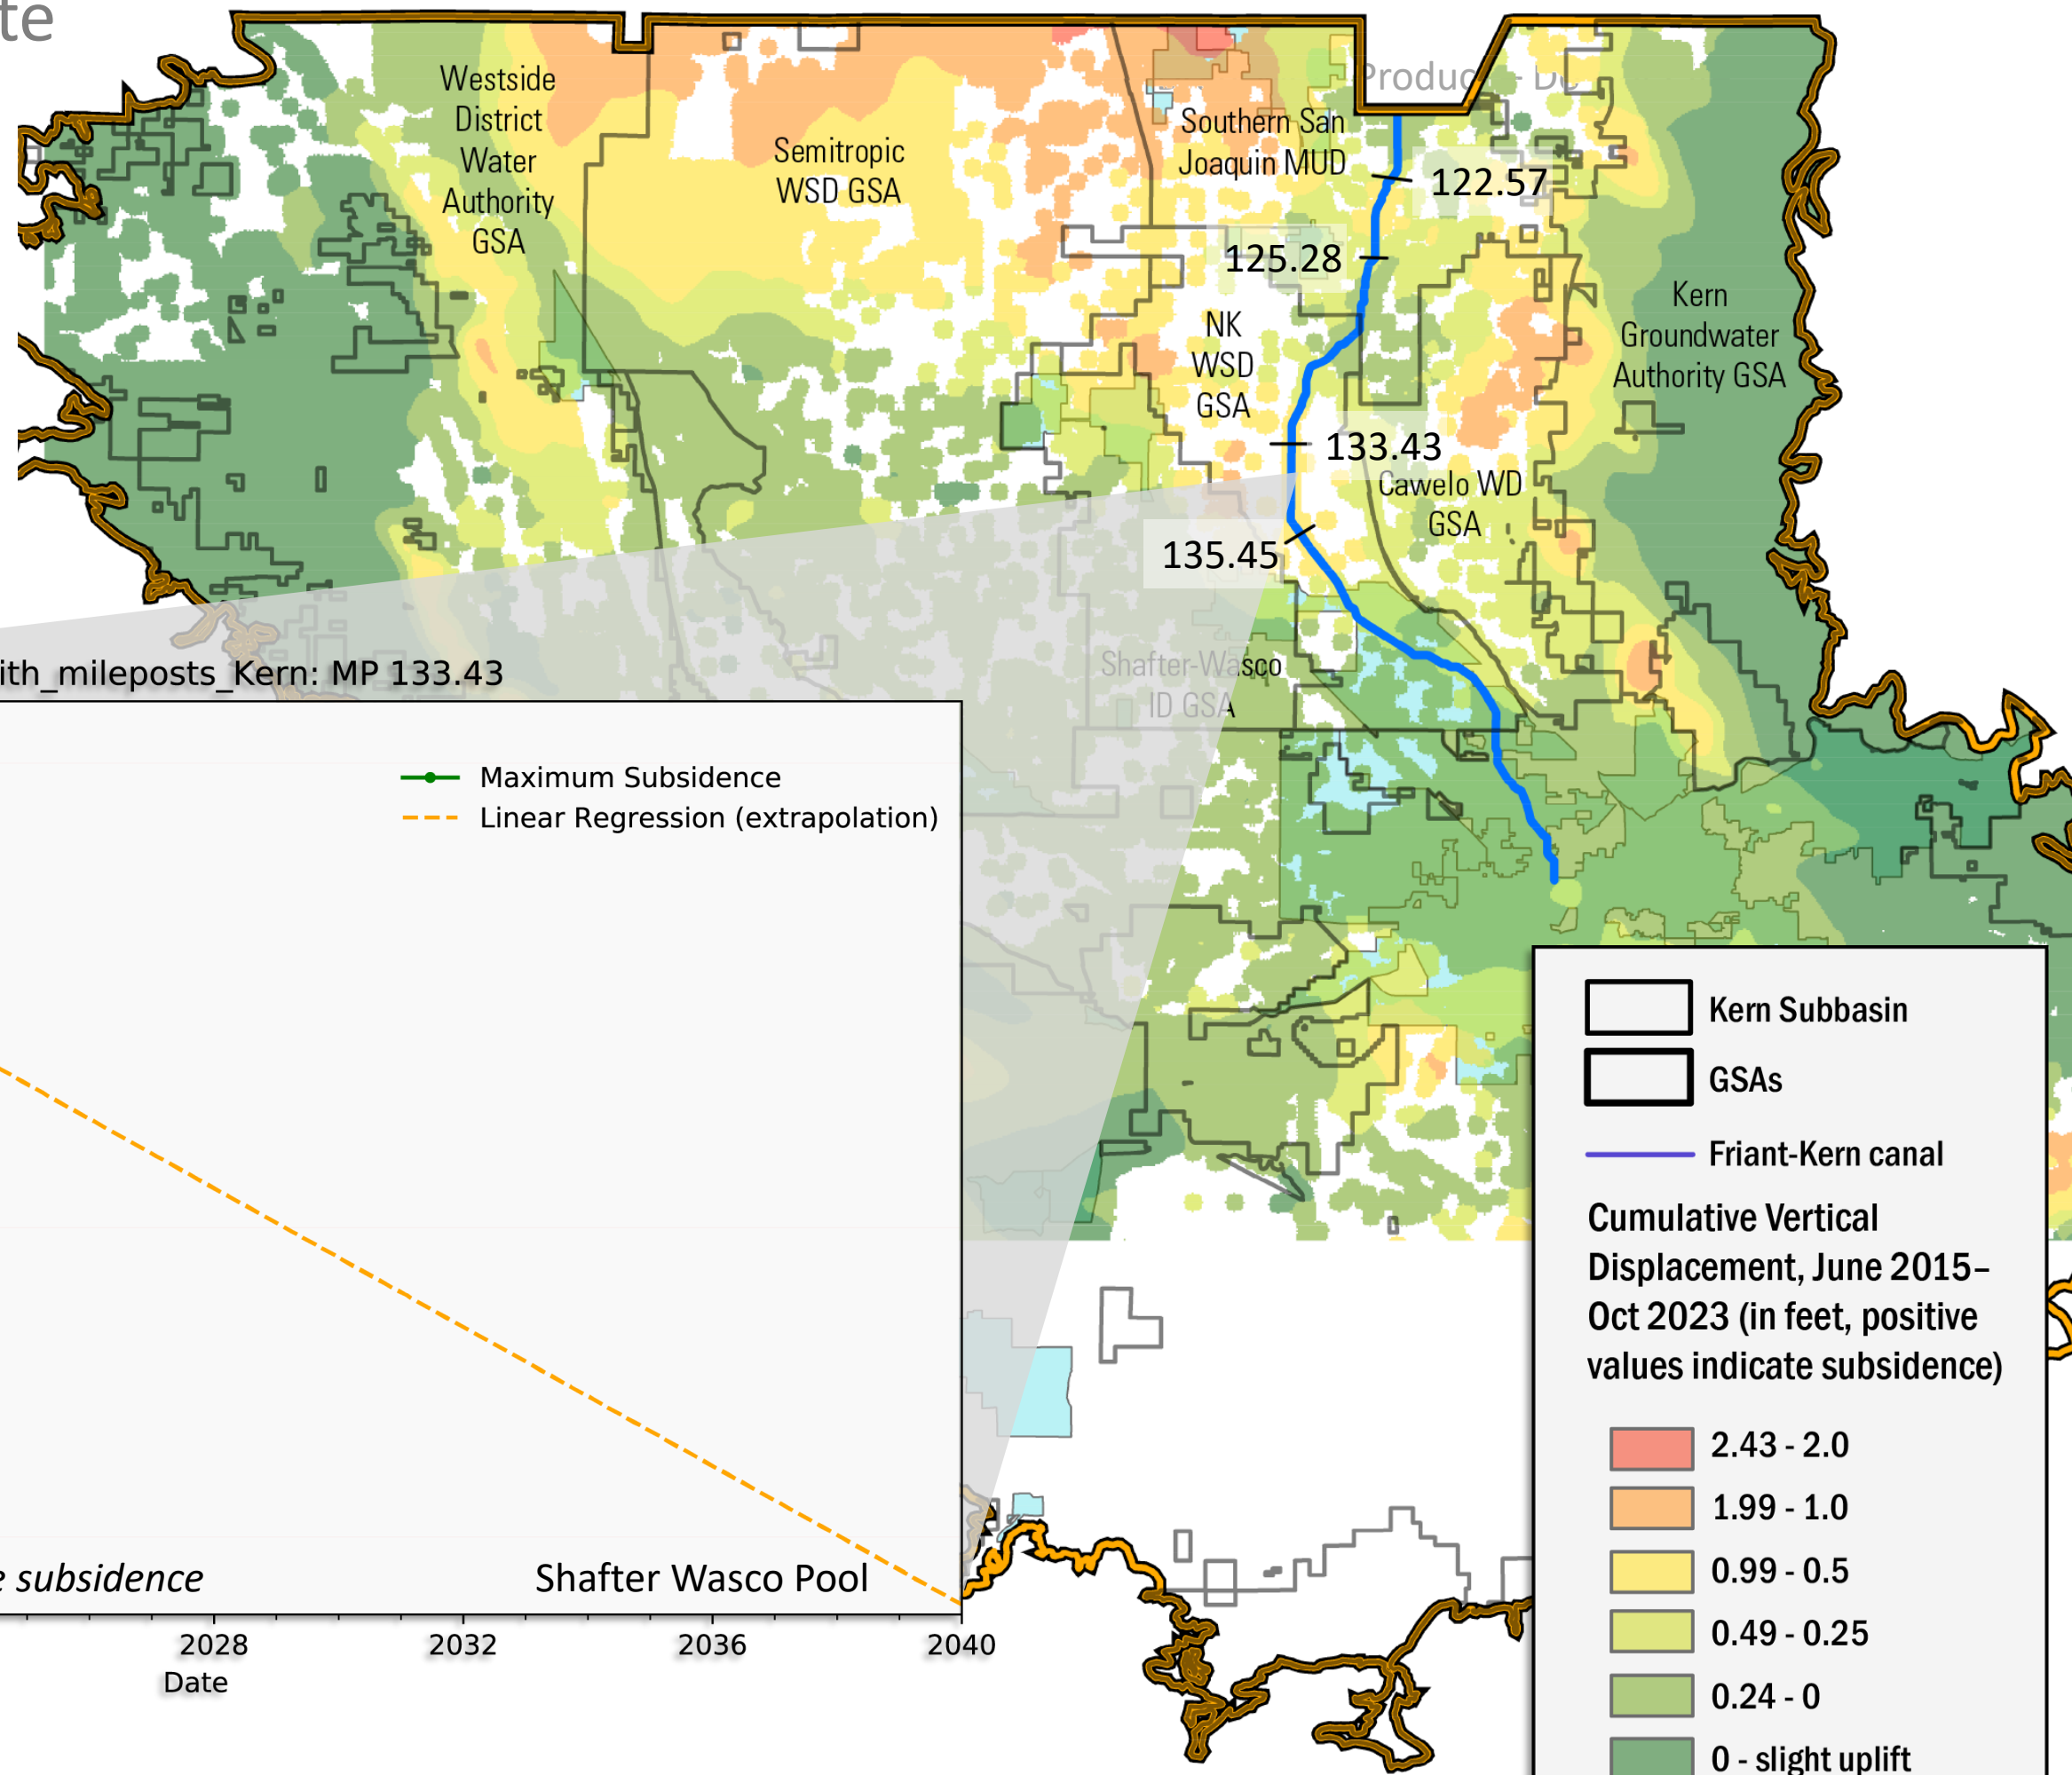 te
Westside
District
Water
Authority
GSA
Semitropic
WSD GSA
Southern San
Joaquin MUD
122.57
125.28
NK
WSD
GSA
Kern
Groundwater
Authority GSA
133.43
Cawelo WD
GSA
135.45
Shafter-Wasco
ID GSA
ith_mileposts_Kern: MP 133.43
Maximum Subsidence
Linear Regression (extrapolation)
e subsidence
Shafter Wasco Pool
2028 2032 2036 2040
Date
Kern Subbasin
GSAs
Friant-Kern canal
Cumulative Vertical
Displacement, June 2015–
Oct 2023 (in feet, positive
values indicate subsidence)
2.43 - 2.0
1.99 - 1.0
0.99 - 0.5
0.49 - 0.25
0.24 - 0
0 - slight uplift